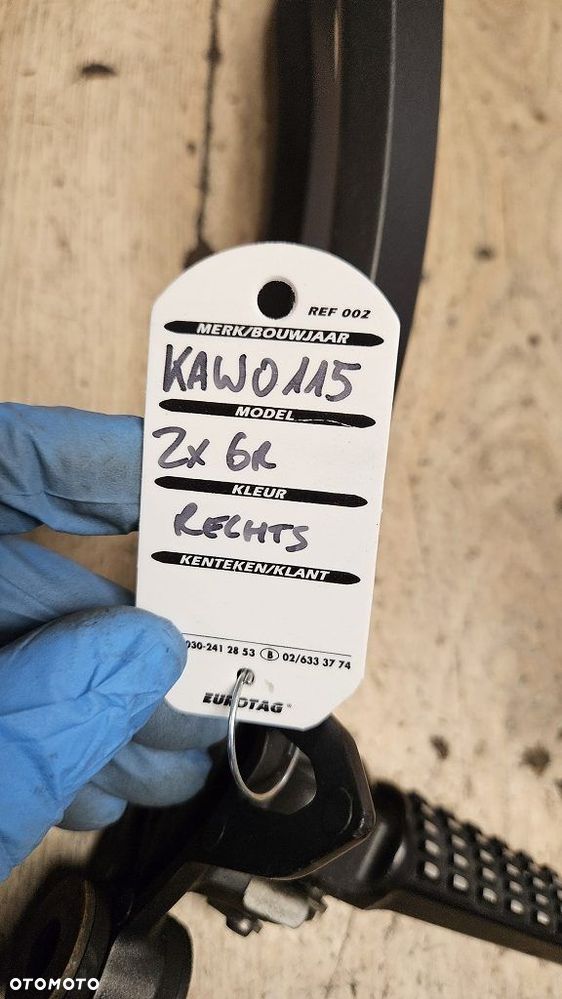 REF 002
MERK/BOUWJAAR
KAWO115
MODEL
ZX 6R
KLEUR
RECHTS
KENTEKEN/KLANT
030-241 28 53 B 02/633 37 74
EUROTAG
OTOMOTO